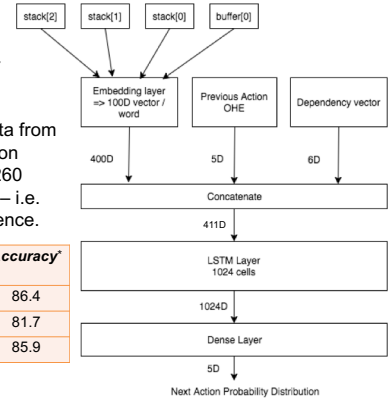 stack[2]
stack[1]
stack[0]
buffer[0]
Embedding layer
=> 100D vector /
word
Previous Action
OHE
Dependency vector
ta from
on
260
– i.e.
ence.
400D
5D
6D
Concatenate
411D
ccuracy*
86.4
81.7
85.9
LSTM Layer
1024 cells
1024D
Dense Layer
5D
Next Action Probability Distribution